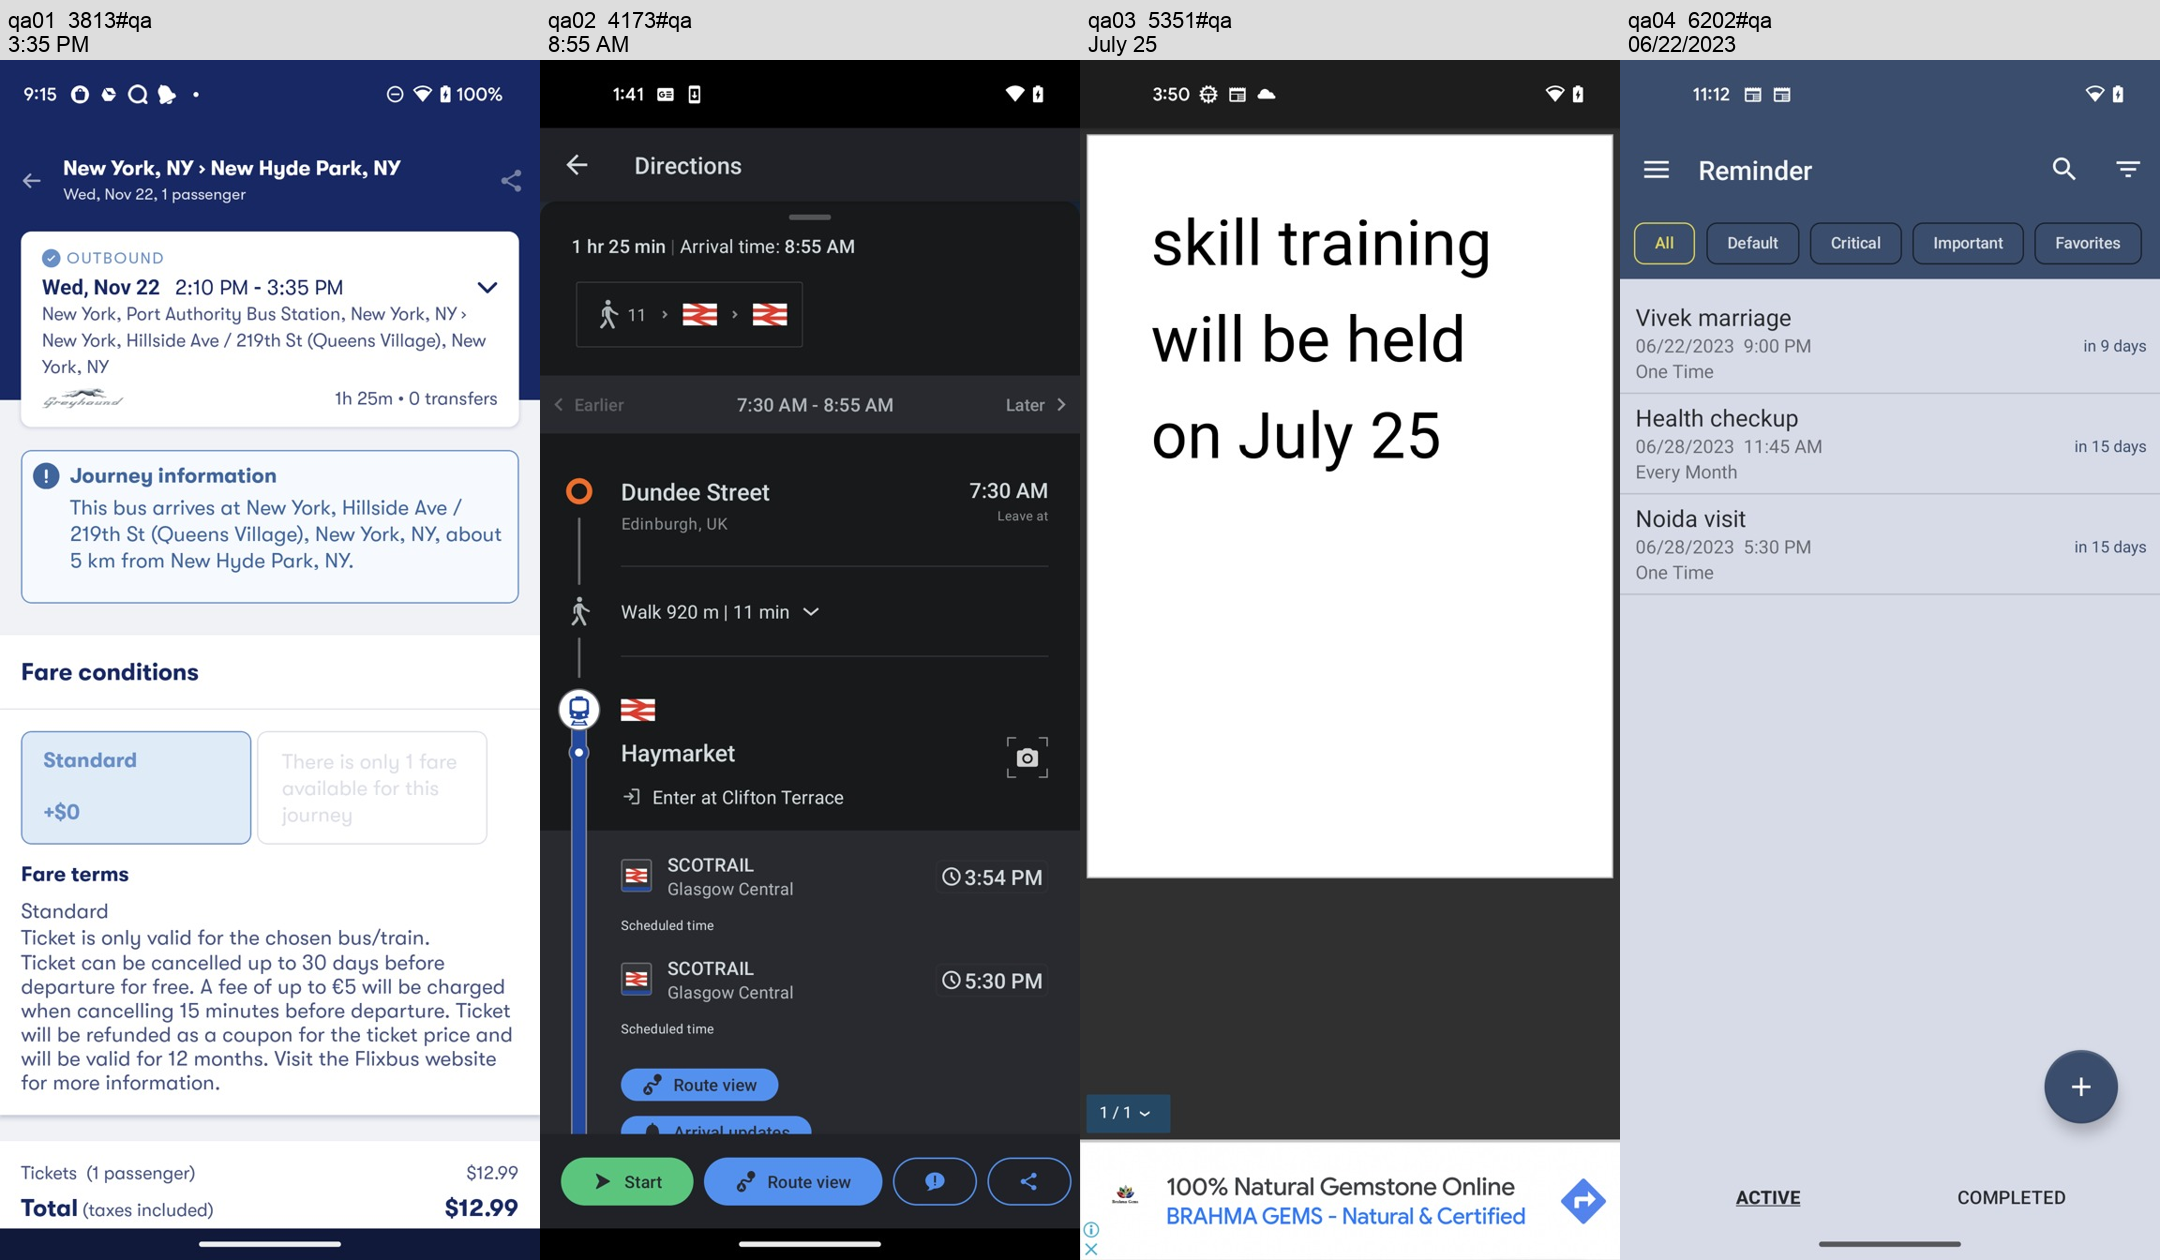 qa01 3813#qa
3:35 PM
9:15
100%
New York, NY › New Hyde Park, NY
Wed, Nov 22, 1 passenger
OUTBOUND
Wed, Nov 22 2:10 PM - 3:35 PM
New York, Port Authority Bus Station, New York, NY ›
New York, Hillside Ave / 219th St (Queens Village), New
York, NY
Greyhound
1h 25m • 0 transfers
Journey information
This bus arrives at New York, Hillside Ave /
219th St (Queens Village), New York, NY, about
5 km from New Hyde Park, NY.
Fare conditions
Standard
+$0
There is only 1 fare
available for this
journey
Fare terms
Standard
Ticket is only valid for the chosen bus/train.
Ticket can be cancelled up to 30 days before
departure for free. A fee of up to €5 will be charged
when cancelling 15 minutes before departure. Ticket
will be refunded as a coupon for the ticket price and
will be valid for 12 months. Visit the Flixbus website
for more information.
Tickets (1 passenger) $12.99
Total (taxes included) $12.99
qa02 4173#qa
8:55 AM
1:41
Directions
1 hr 25 min | Arrival time: 8:55 AM
11
Earlier 7:30 AM - 8:55 AM Later
Dundee Street 7:30 AM
Edinburgh, UK Leave at
Walk 920 m | 11 min
Haymarket
Enter at Clifton Terrace
SCOTRAIL
Glasgow Central
3:54 PM
Scheduled time
SCOTRAIL
Glasgow Central
5:30 PM
Scheduled time
Route view
Arrival updates
Start
Route view
qa03 5351#qa
July 25
3:50
skill training
will be held
on July 25
1 / 1
100% Natural Gemstone Online
BRAHMA GEMS - Natural & Certified
qa04 6202#qa
06/22/2023
11:12
Reminder
All Default Critical Important Favorites
Vivek marriage
06/22/2023 9:00 PM in 9 days
One Time
Health checkup
06/28/2023 11:45 AM in 15 days
Every Month
Noida visit
06/28/2023 5:30 PM in 15 days
One Time
ACTIVE COMPLETED